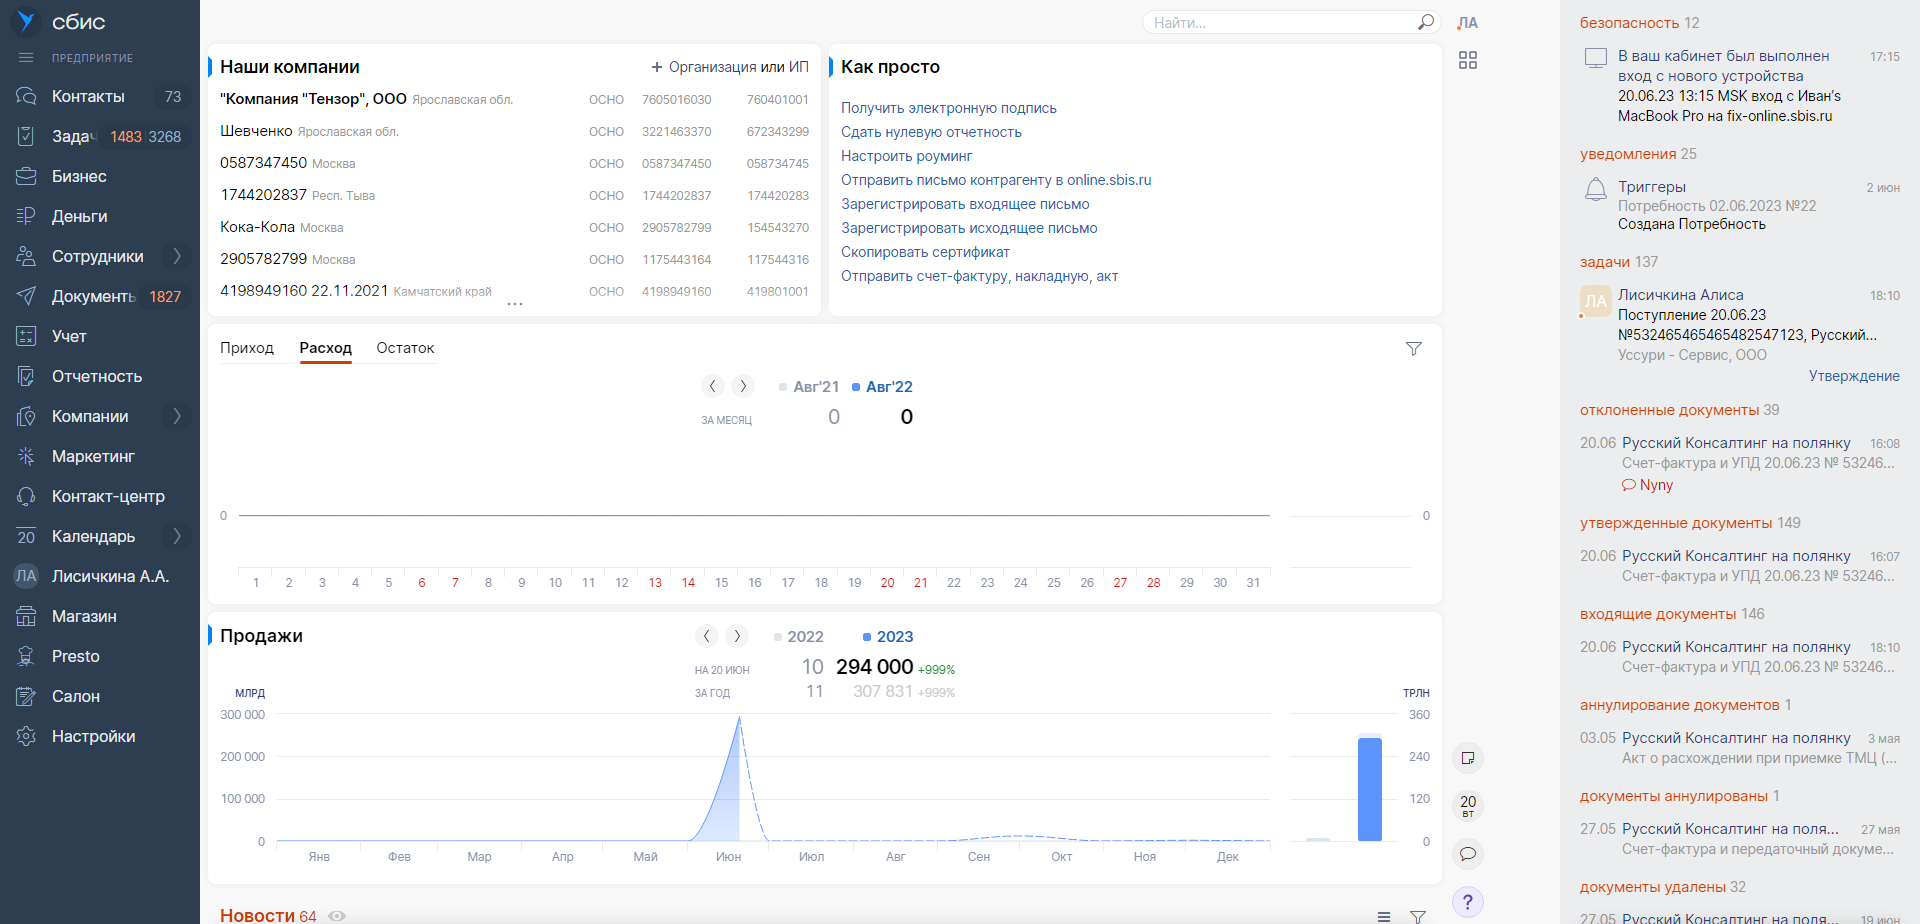 сбис
ПРЕДПРИЯТИЕ
Контакты 73
Задач 1483 3268
Бизнес
Деньги
Сотрудники
Документы 1827
Учет
Отчетность
Компании
Маркетинг
Контакт-центр
20 Календарь
ЛА Лисичкина А.А.
Магазин
Presto
Салон
Настройки
Найти...
ЛА
Наши компании
+ Организация или ИП
"Компания "Тензор", ООО Ярославская обл. ОСНО 7605016030 760401001
Шевченко Ярославская обл. ОСНО 3221463370 672343299
0587347450 Москва ОСНО 0587347450 058734745
1744202837 Респ. Тыва ОСНО 1744202837 174420283
Кока-Кола Москва ОСНО 2905782799 154543270
2905782799 Москва ОСНО 1175443164 117544316
4198949160 22.11.2021 Камчатский край ОСНО 4198949160 419801001
...
Как просто
Получить электронную подпись
Сдать нулевую отчетность
Настроить роуминг
Отправить письмо контрагенту в online.sbis.ru
Зарегистрировать входящее письмо
Зарегистрировать исходящее письмо
Скопировать сертификат
Отправить счет-фактуру, накладную, акт
Приход Расход Остаток
Авг'21 Авг'22
ЗА МЕСЯЦ 0 0
0 0
1 2 3 4 5 6 7 8 9 10 11 12 13 14 15 16 17 18 19 20 21 22 23 24 25 26 27 28 29 30 31
Продажи
2022 2023
НА 20 ИЮН 10 294 000 +999%
ЗА ГОД 11 307 831 +999%
МЛРД ТРЛН
300 000 360
200 000 240
100 000 120
0 0
Янв Фев Мар Апр Май Июн Июл Авг Сен Окт Ноя Дек
Новости 64
20
ВТ
?
безопасность 12
В ваш кабинет был выполнен 17:15
вход с нового устройства
20.06.23 13:15 MSK вход с Иван’s
MacBook Pro на fix-online.sbis.ru
уведомления 25
Триггеры 2 июн
Потребность 02.06.2023 №22
Создана Потребность
задачи 137
ЛА Лисичкина Алиса 18:10
Поступление 20.06.23
№532465465465482547123, Русский...
Уссури - Сервис, ООО
Утверждение
отклоненные документы 39
20.06 Русский Консалтинг на полянку 16:08
Счет-фактура и УПД 20.06.23 № 53246...
Nyny
утвержденные документы 149
20.06 Русский Консалтинг на полянку 16:07
Счет-фактура и УПД 20.06.23 № 53246...
входящие документы 146
20.06 Русский Консалтинг на полянку 18:10
Счет-фактура и УПД 20.06.23 № 53246...
аннулирование документов 1
03.05 Русский Консалтинг на полянку 3 мая
Акт о расхождении при приемке ТМЦ (...
документы аннулированы 1
27.05 Русский Консалтинг на поля... 27 мая
Счет-фактура и передаточный докуме...
документы удалены 32
27.05 Русский Консалтинг на поля... 19 июн